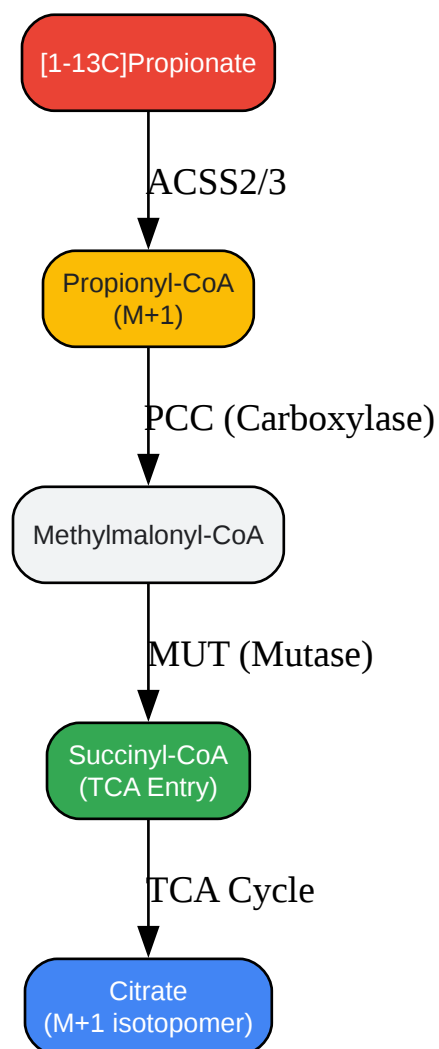 [1-13C]Propionate
ACSS2/3
Propionyl-CoA
(M+1)
PCC (Carboxylase)
Methylmalonyl-CoA
MUT (Mutase)
Succinyl-CoA
(TCA Entry)
TCA Cycle
Citrate
(M+1 isotopomer)